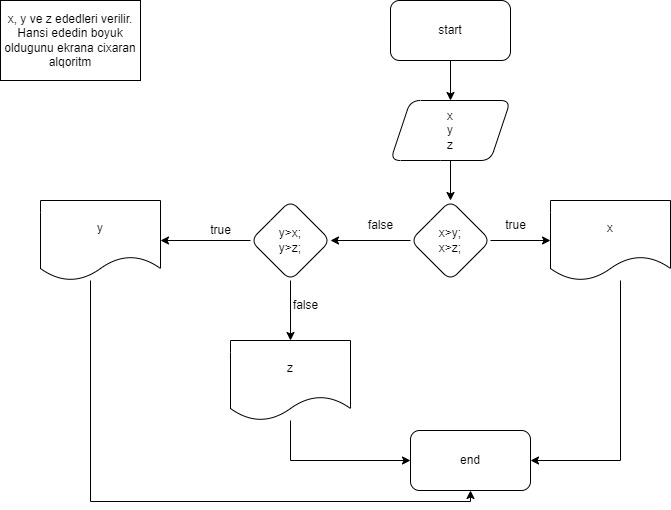 x, y ve z ededleri verilir.
Hansi ededin boyuk
oldugunu ekrana cixaran
alqoritm
start
x
y
z
y
true
y>x;
y>z;
false
x>y;
x>z;
true
x
false
z
end